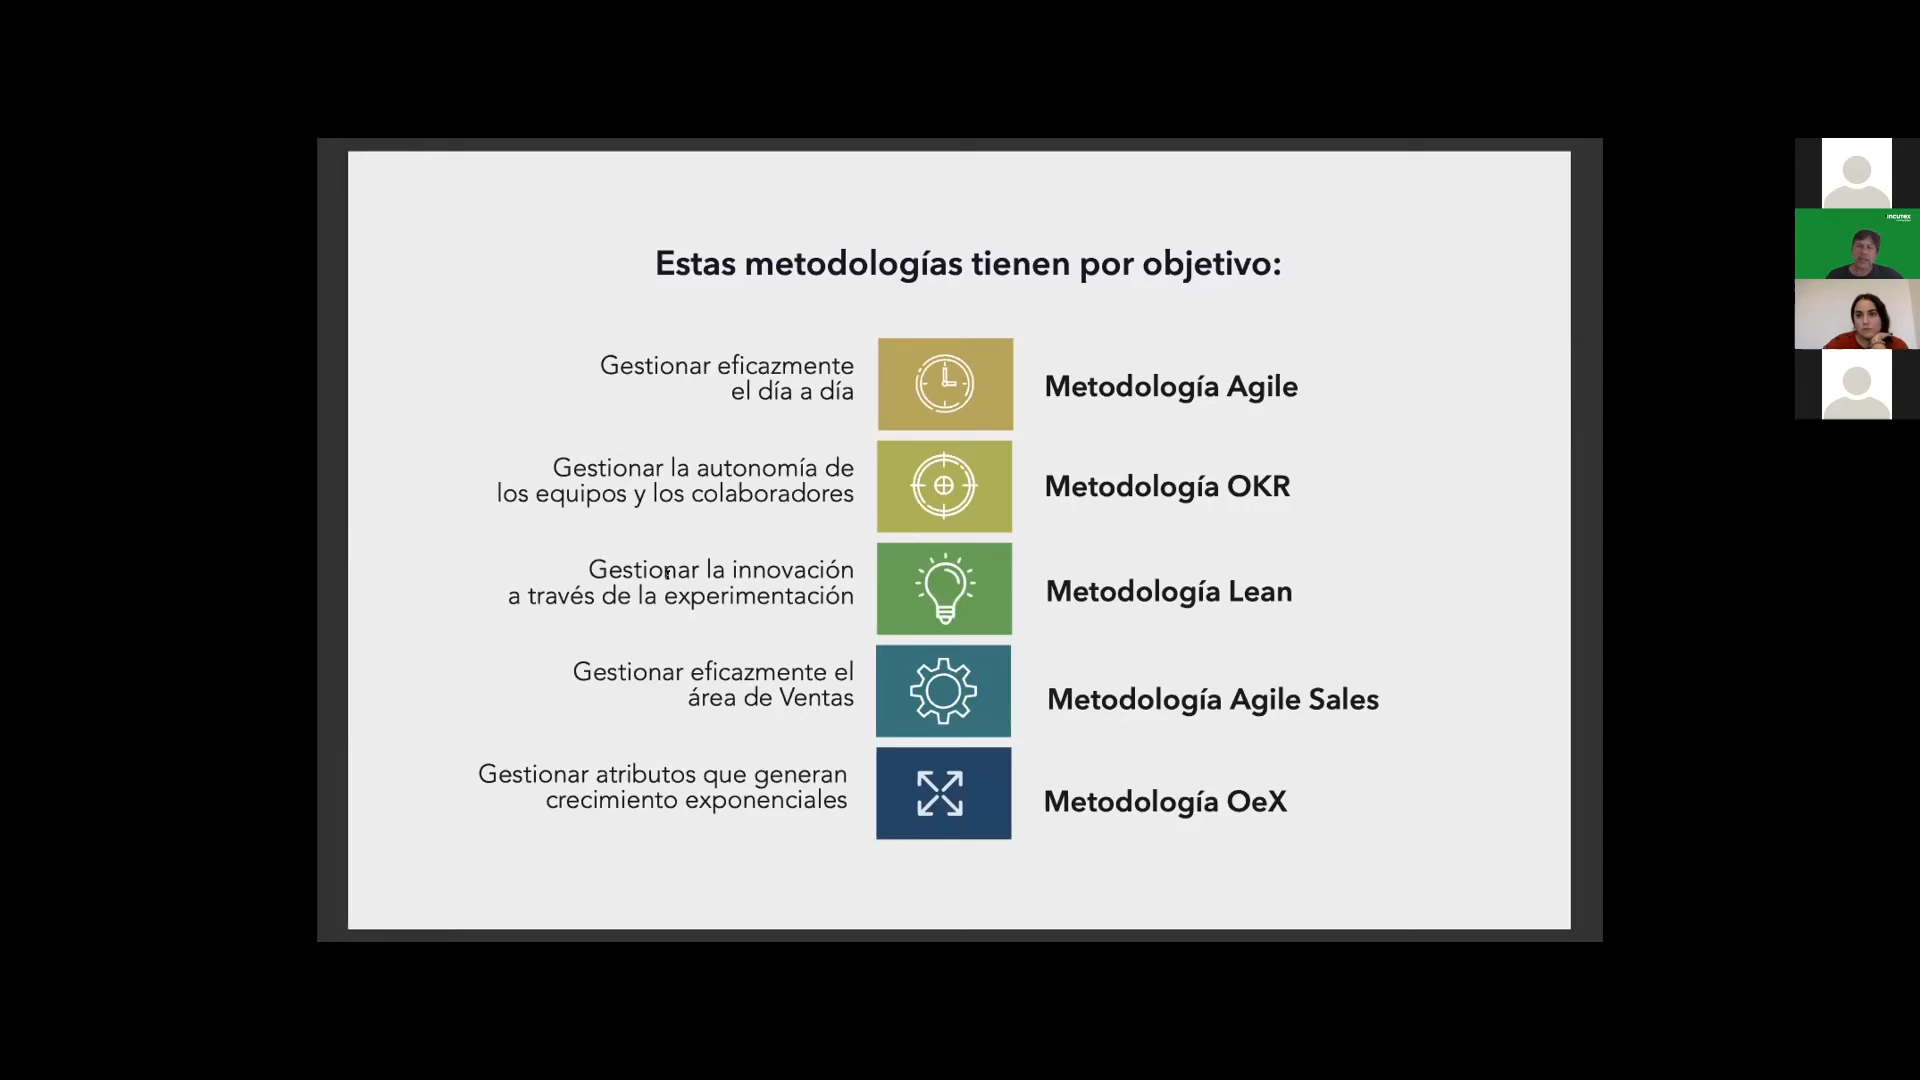 Estas metodologías tienen por objetivo:
Gestionar eficazmente
el día a día
Metodología Agile
Gestionar la autonomía de
los equipos y los colaboradores
Metodología OKR
Gestionar la innovación
a través de la experimentación
Metodología Lean
Gestionar eficazmente el
área de Ventas
Metodología Agile Sales
Gestionar atributos que generan
crecimiento exponenciales
Metodología OeX
incutex